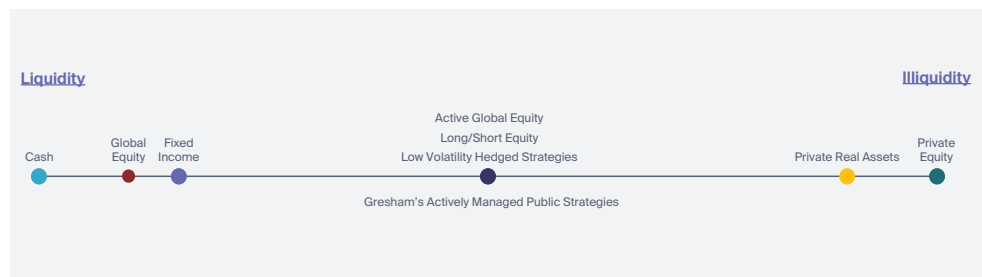 Liquidity
Illiquidity
Active Global Equity
Long/Short Equity
Low Volatility Hedged Strategies
Cash
Global
Equity
Fixed
Income
Private Real Assets
Private
Equity
Gresham's Actively Managed Public Strategies